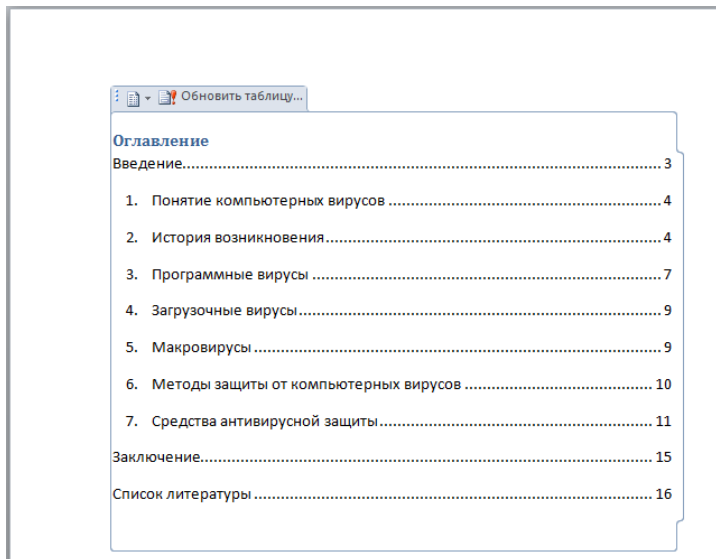 Обновить таблицу...
Оглавление
Введение 3
1. Понятие компьютерных вирусов 4
2. История возникновения 4
3. Программные вирусы 7
4. Загрузочные вирусы 9
5. Макровирусы 9
6. Методы защиты от компьютерных вирусов 10
7. Средства антивирусной защиты 11
Заключение 15
Список литературы 16